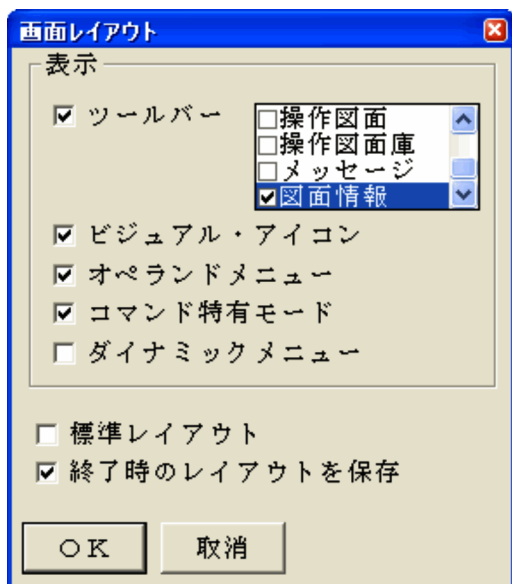 画面レイアウト
表示
ツールバー
操作図面
操作図面庫
メッセージ
図面情報
ビジュアル・アイコン
オペランドメニュー
コマンド特有モード
ダイナミックメニュー
標準レイアウト
終了時のレイアウトを保存
ＯＫ
取消